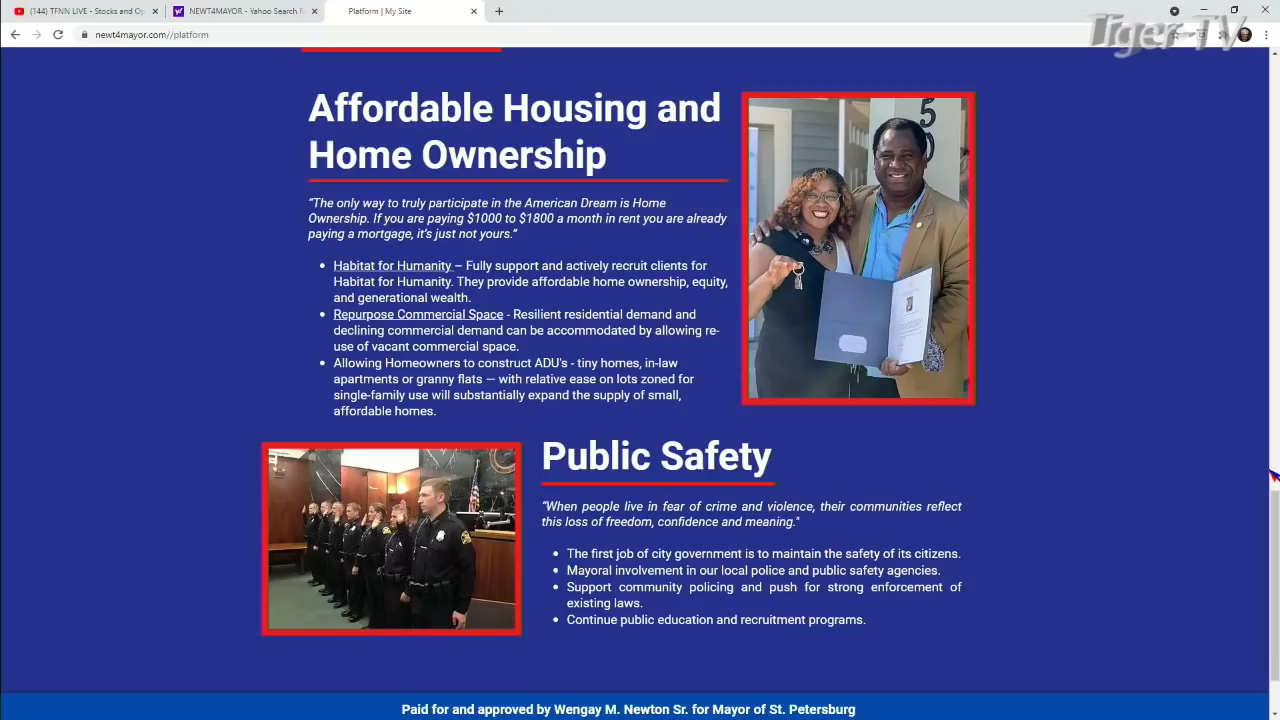 (144) TFNN LIVE - Stocks and Op
NEWT4MAYOR - Yahoo Search R
Platform | My Site
newt4mayor.com//platform
Tiger TV
Affordable Housing and
Home Ownership
"The only way to truly participate in the American Dream is Home
Ownership. If you are paying $1000 to $1800 a month in rent you are already
paying a mortgage, it's just not yours."
Habitat for Humanity – Fully support and actively recruit clients for
Habitat for Humanity. They provide affordable home ownership, equity,
and generational wealth.
Repurpose Commercial Space - Resilient residential demand and
declining commercial demand can be accommodated by allowing re-
use of vacant commercial space.
Allowing Homeowners to construct ADU's - tiny homes, in-law
apartments or granny flats — with relative ease on lots zoned for
single-family use will substantially expand the supply of small,
affordable homes.
50
Public Safety
"When people live in fear of crime and violence, their communities reflect
this loss of freedom, confidence and meaning."
The first job of city government is to maintain the safety of its citizens.
Mayoral involvement in our local police and public safety agencies.
Support community policing and push for strong enforcement of
existing laws.
Continue public education and recruitment programs.
Paid for and approved by Wengay M. Newton Sr. for Mayor of St. Petersburg